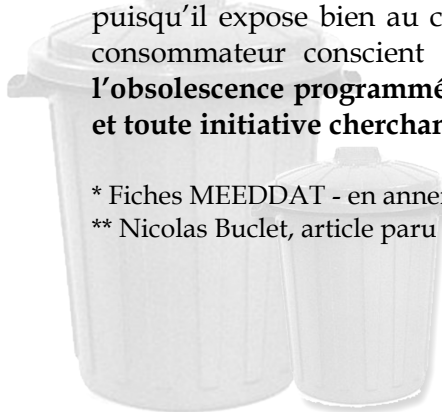 puisqu'il expose bien au c
consommateur conscient
l'obsolescence programmé
et toute initiative cherchan
* Fiches MEEDDAT - en anne
** Nicolas Buclet, article paru